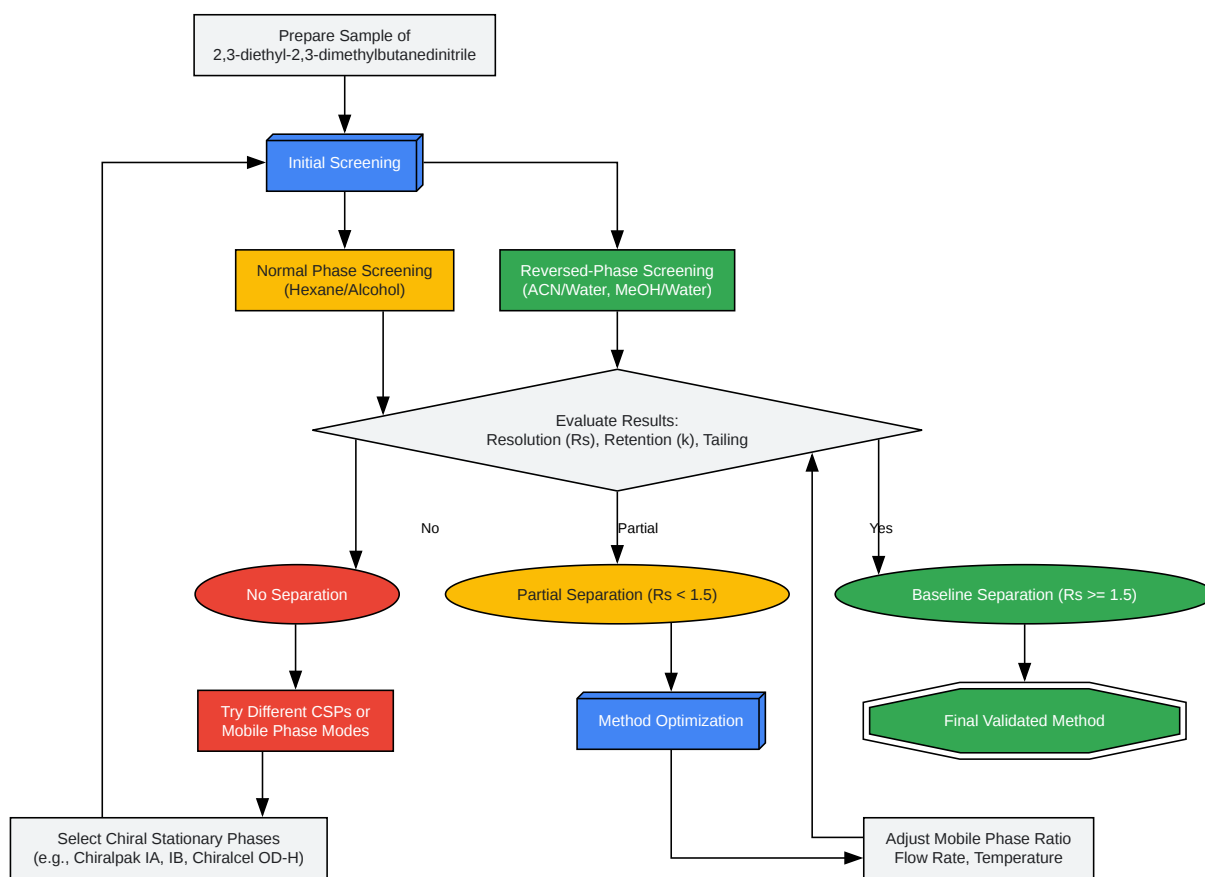 Prepare Sample of
2,3-diethyl-2,3-dimethylbutanedinitrile
Initial Screening
Normal Phase Screening
(Hexane/Alcohol)
Reversed-Phase Screening
(ACN/Water, MeOH/Water)
Evaluate Results:
Resolution (Rs), Retention (k), Tailing
No
Partial
Yes
No Separation
Partial Separation (Rs < 1.5)
Baseline Separation (Rs >= 1.5)
Try Different CSPs or
Mobile Phase Modes
Method Optimization
Final Validated Method
Select Chiral Stationary Phases
(e.g., Chiralpak IA, IB, Chiralcel OD-H)
Adjust Mobile Phase Ratio
Flow Rate, Temperature